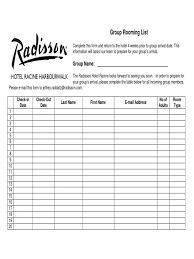 Group Rooming List
Radisson
HOTEL RACINE HARBOURWALK
Complete this form and return to the hotel 4 weeks prior to group arrival date. This
information will assist our team to prepare for your group's arrival.
Group Name:
The Radisson Hotel Racine looks forward to seeing you soon. In order to prepare for
your group's arrival, please complete the table below for all incoming group members.
Please e-mail this form to
Check-in Date
Check-Out Date
Last Name
First Name
E-mail Address
No of Adults
Room Type
1
2
3
4
5
6
7
8
9
10
11
12
13
14
15
16
17
18
19
20